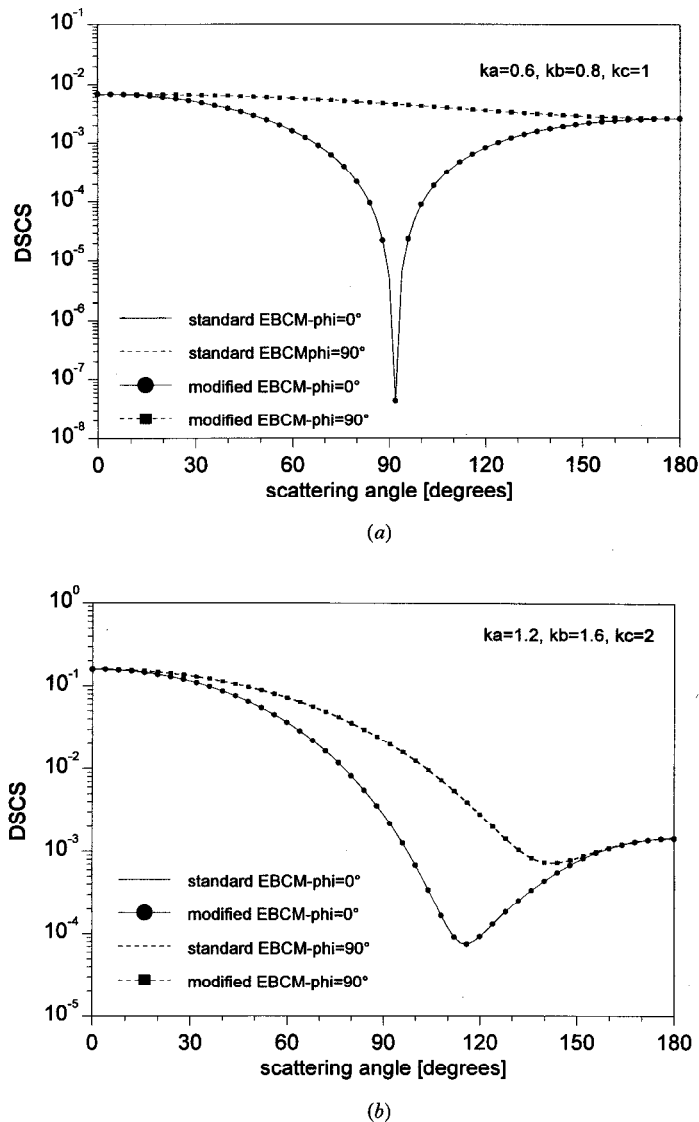 10⁻¹
10⁻²
10⁻³
10⁻⁴
10⁻⁵
10⁻⁶
10⁻⁷
10⁻⁸
DSCS
ka=0.6, kb=0.8, kc=1
standard EBCM-phi=0°
standard EBCMphi=90°
modified EBCM-phi=0°
modified EBCM-phi=90°
0 30 60 90 120 150 180
scattering angle [degrees]
(a)
10⁰
10⁻¹
10⁻²
10⁻³
10⁻⁴
10⁻⁵
DSCS
ka=1.2, kb=1.6, kc=2
standard EBCM-phi=0°
modified EBCM-phi=0°
standard EBCM-phi=90°
modified EBCM-phi=90°
0 30 60 90 120 150 180
scattering angle [degrees]
(b)